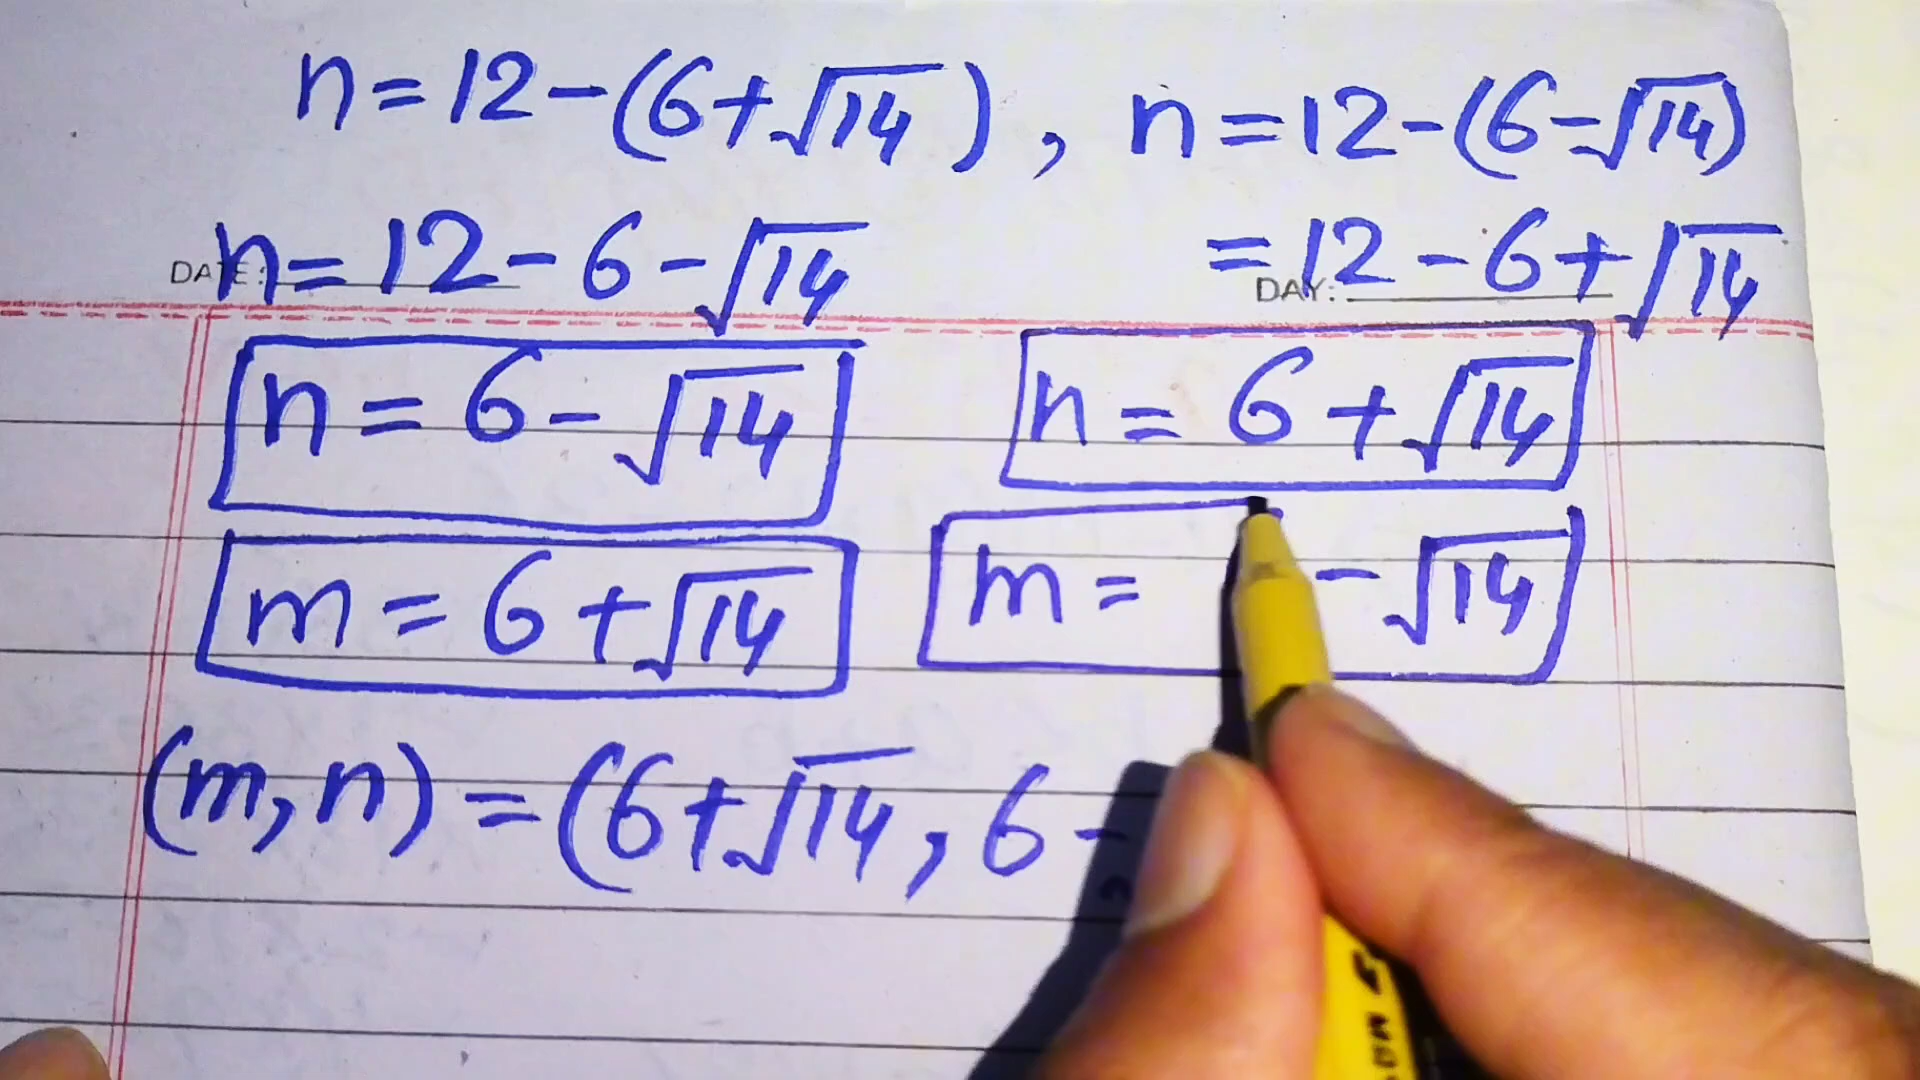 n = 12 - (6 + √14), n = 12 - (6 - √14)
n = 12 - 6 - √14 = 12 - 6 + √14
DATE: DAY:
n = 6 - √14 n = 6 + √14
m = 6 + √14 m = - √14
(m, n) = (6 + √14, 6 -